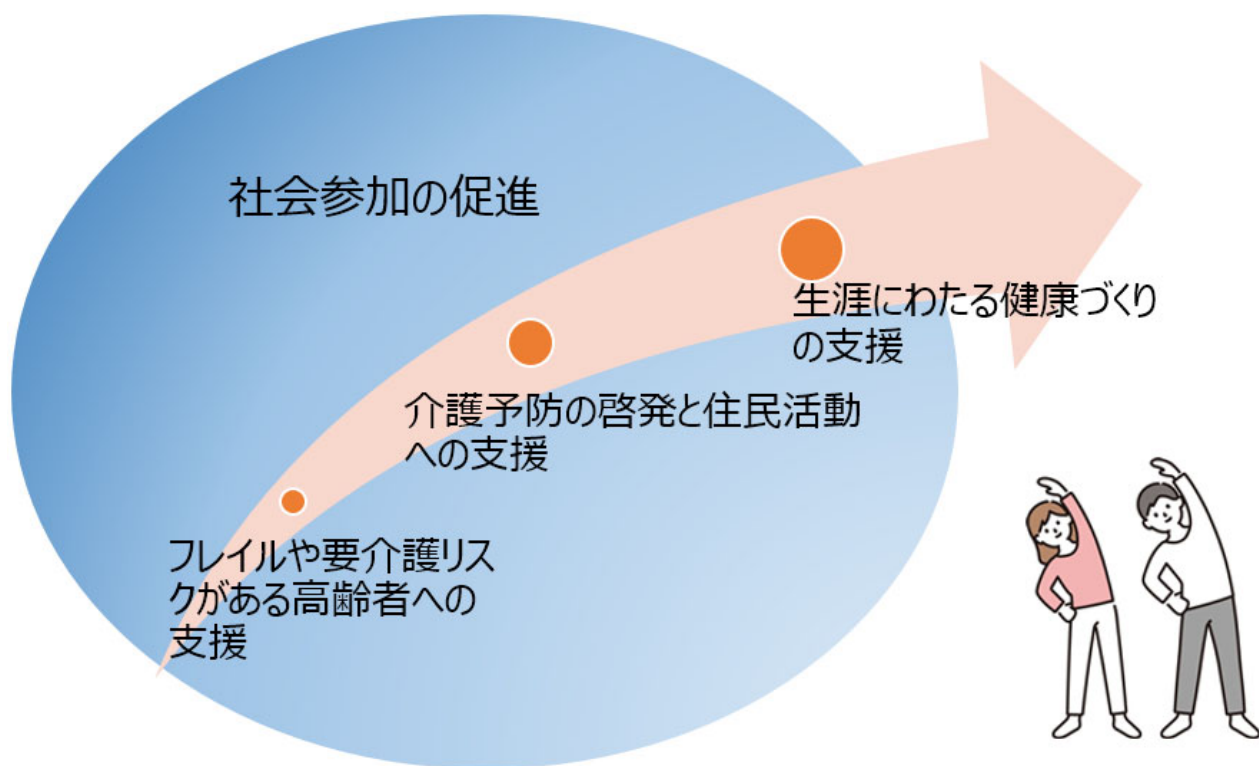 社会参加の促進
生涯にわたる健康づくり
の支援
介護予防の啓発と住民活動
への支援
フレイルや要介護リス
クがある高齢者への
支援